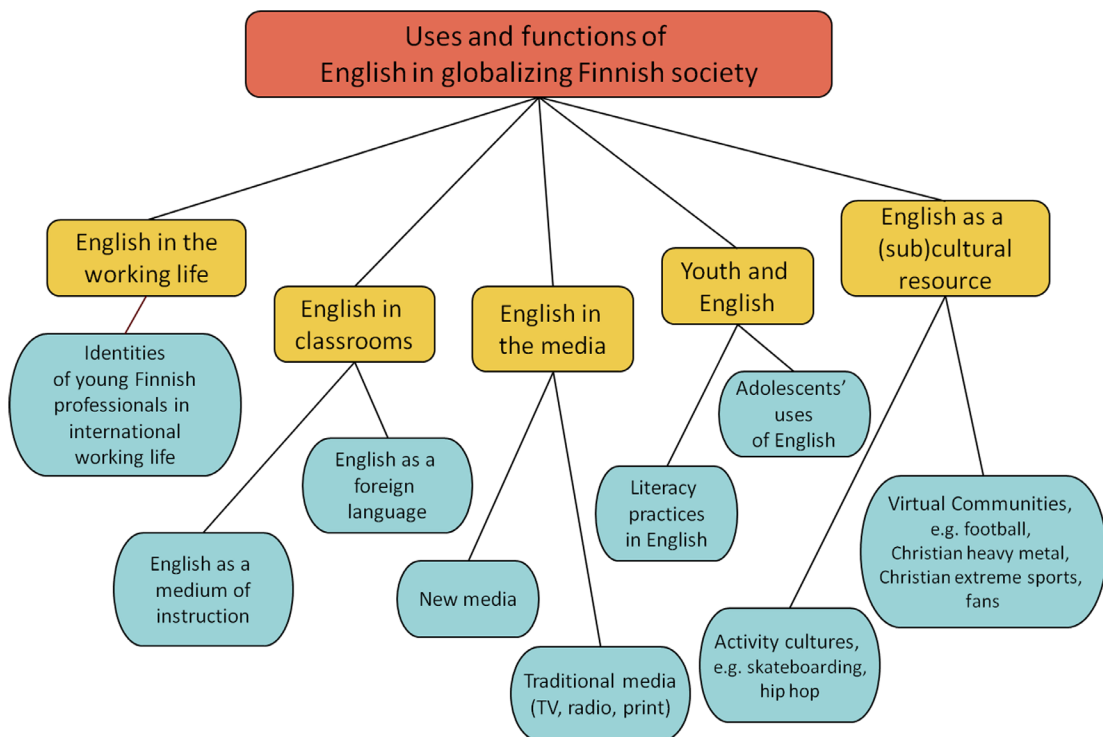 Uses and functions of
English in globalizing Finnish society
English in the
working life
Identities
of young Finnish
professionals in
international
working life
English in
classrooms
English as a
medium of
instruction
English as a
foreign
language
English in
the media
New media
Traditional media
(TV, radio, print)
Youth and
English
Literacy
practices
in English
Adolescents’
uses
of English
English as a
(sub)cultural
resource
Activity cultures,
e.g. skateboarding,
hip hop
Virtual Communities,
e.g. football,
Christian heavy metal,
Christian extreme sports,
fans